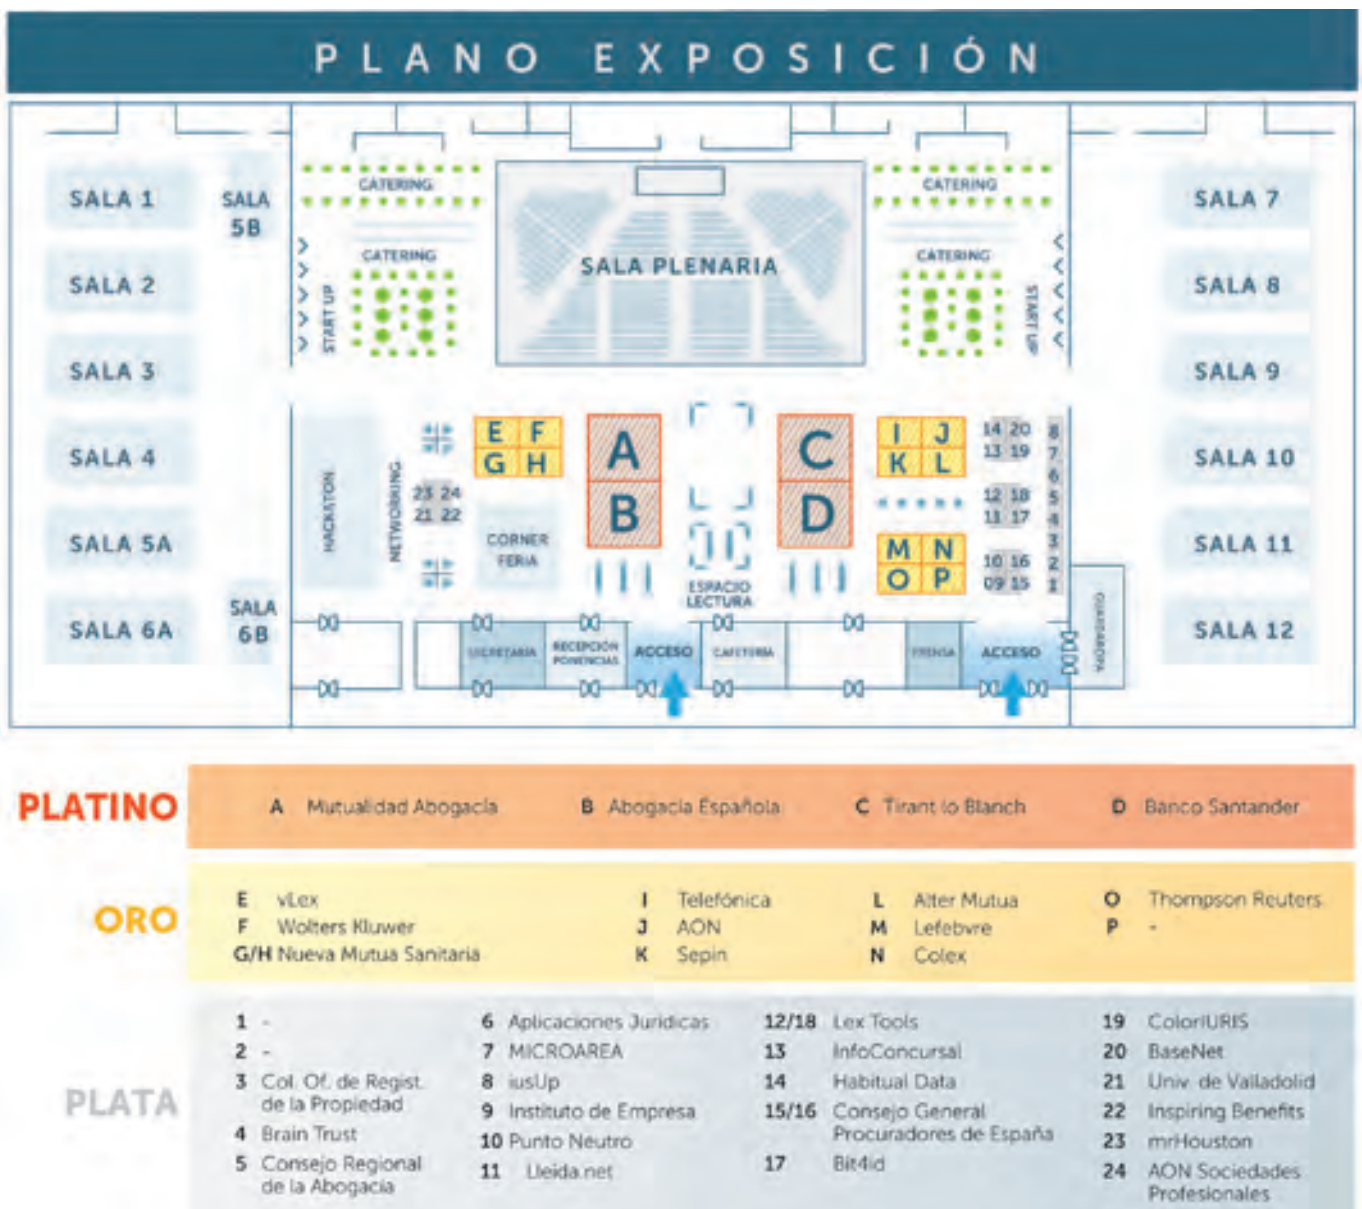 PLANO EXPOSICIÓN
SALA 1
SALA 2
SALA 3
SALA 4
SALA 5A
SALA 6A
SALA
5B
SALA
6B
CATERING
CATERING
START UP
SALA PLENARIA
CATERING
CATERING
START UP
SALA 7
SALA 8
SALA 9
SALA 10
SALA 11
SALA 12
HACKATON
NETWORKING
23 24
21 22
E F
G H
CORNER
FERIA
A
B
ESPACIO
LECTURA
C
D
I J
K L
M N
O P
14 20
13 19
12 18
11 17
10 16
09 15
8
7
6
5
4
3
2
1
SECRETARÍA
RECEPCIÓN
PONENCIAS
ACCESO
CAFETERIA
PRENSA
ACCESO
GUARDAROPA
PLATINO
A Mutualidad Abogacía
B Abogacía Española
C Tirant lo Blanch
D Banco Santander
ORO
E vLex
F Wolters Kluwer
G/H Nueva Mutua Sanitaria
I Telefónica
J AON
K Sepin
L Alter Mutua
M Lefebvre
N Colex
O Thompson Reuters
P -
PLATA
1 -
2 -
3 Col. Of. de Regist.
de la Propiedad
4 Brain Trust
5 Consejo Regional
de la Abogacía
6 Aplicaciones Jurídicas
7 MICROAREA
8 iusUp
9 Instituto de Empresa
10 Punto Neutro
11 Lleida.net
12/18 Lex Tools
13 InfoConcursal
14 Habitual Data
15/16 Consejo General
Procuradores de España
17 Bit4id
19 ColorIURIS
20 BaseNet
21 Univ. de Valladolid
22 Inspiring Benefits
23 mrHouston
24 AON Sociedades
Profesionales